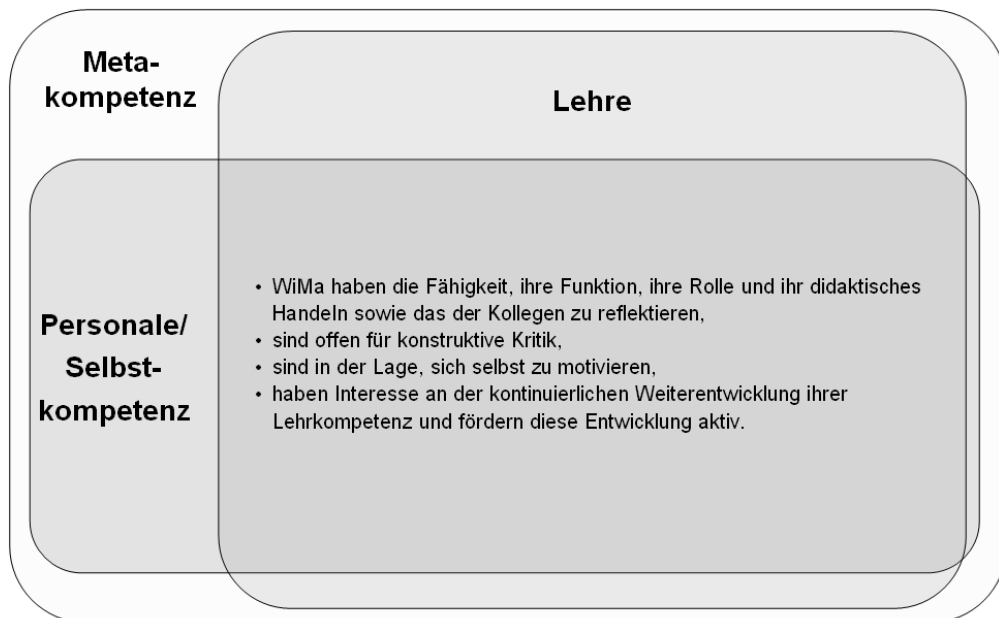 Meta-
kompetenz
Lehre
Personale/
Selbst-
kompetenz
• WiMa haben die Fähigkeit, ihre Funktion, ihre Rolle und ihr didaktisches
Handeln sowie das der Kollegen zu reflektieren,
• sind offen für konstruktive Kritik,
• sind in der Lage, sich selbst zu motivieren,
• haben Interesse an der kontinuierlichen Weiterentwicklung ihrer
Lehrkompetenz und fördern diese Entwicklung aktiv.